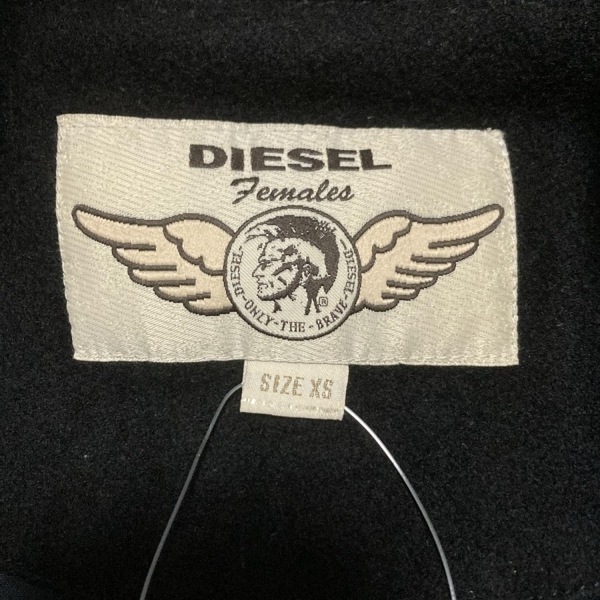 DIESEL
Females
DIESEL-ONLY-THE-BRAVE-DIESEL
®
SIZE XS